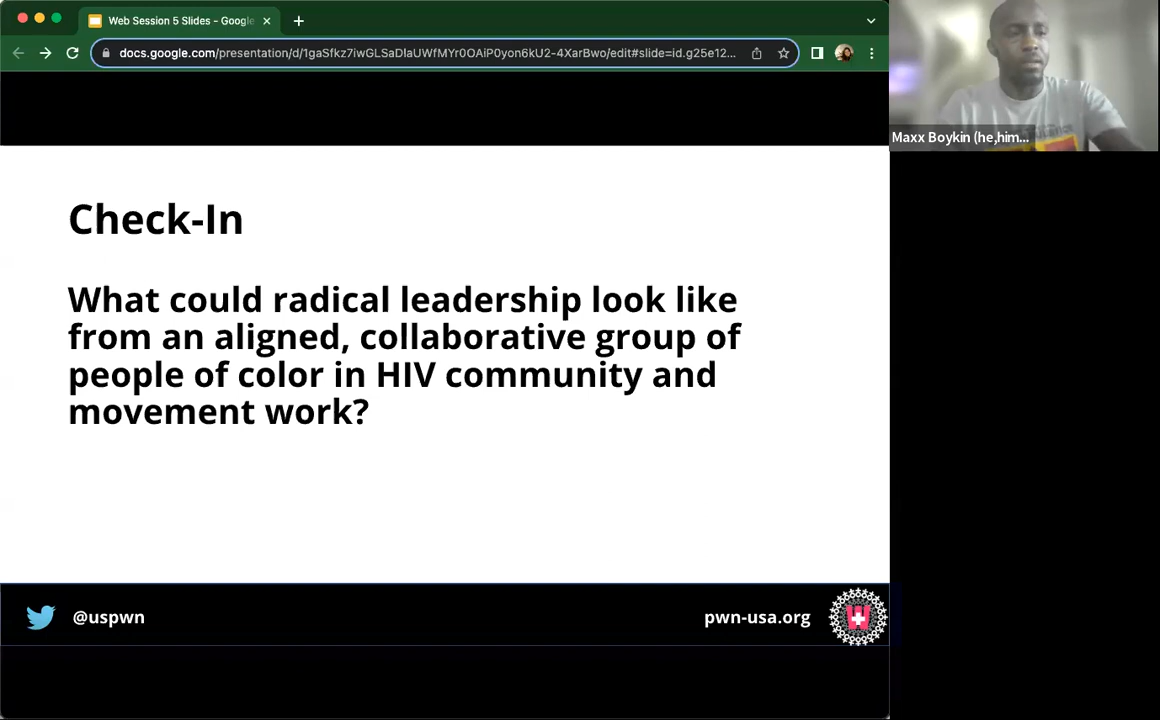 Web Session 5 Slides - Google
docs.google.com/presentation/d/1gaSfkz7iwGLSaDlaUWfMYr0OAiP0yon6kU2-4XarBwo/edit#slide=id.g25e12...
Maxx Boykin (he,him...
Check-In
What could radical leadership look like
from an aligned, collaborative group of
people of color in HIV community and
movement work?
@uspwn
pwn-usa.org